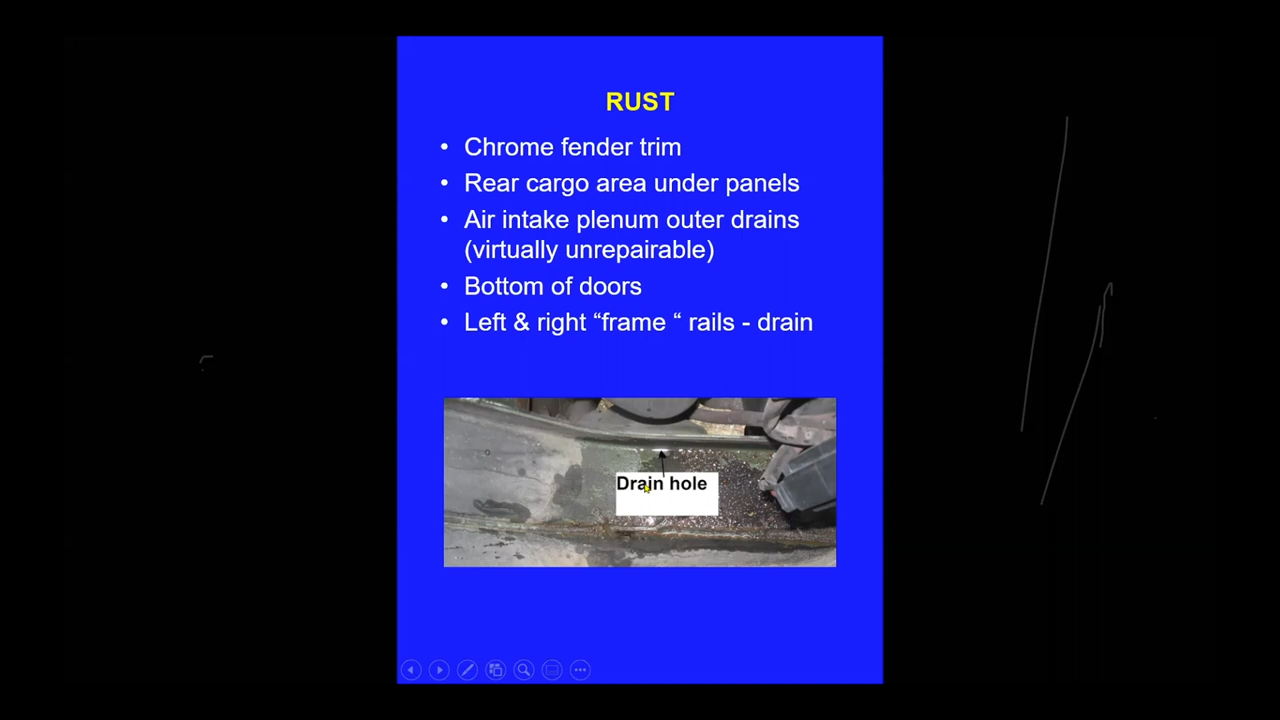 RUST
• Chrome fender trim
• Rear cargo area under panels
• Air intake plenum outer drains
(virtually unrepairable)
• Bottom of doors
• Left & right “frame “ rails - drain
Drain hole